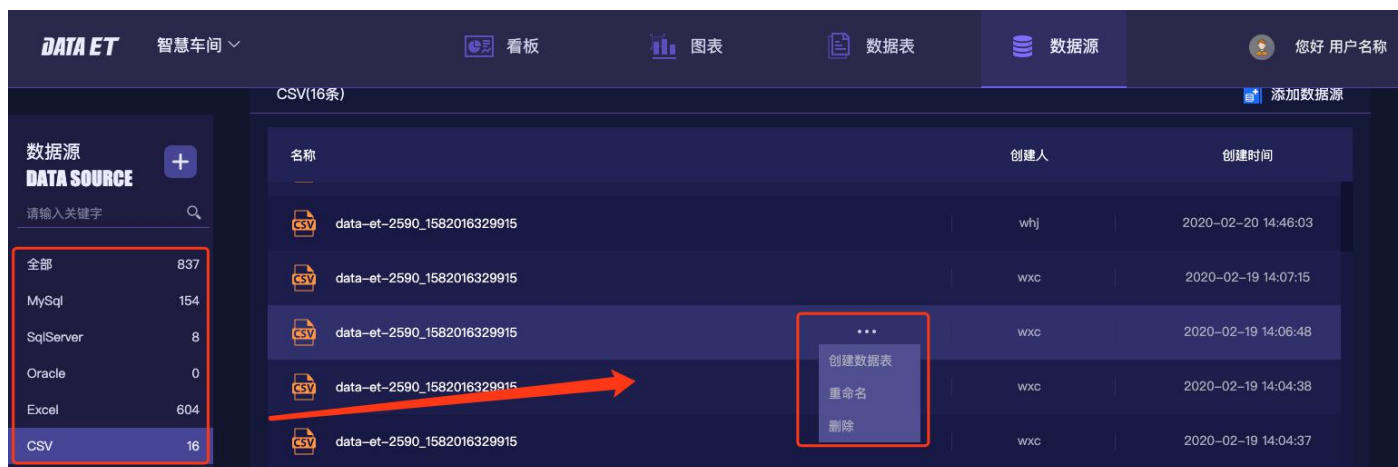 DATA ET 智慧车间 看板 图表 数据表 数据源 您好 用户名称
CSV(16条) 添加数据源
数据源
DATA SOURCE
请输入关键字
全部 837
MySql 154
SqlServer 8
Oracle 0
Excel 604
CSV 16
名称 创建人 创建时间
CSV data-et-2590_1582016329915 whj 2020-02-20 14:46:03
CSV data-et-2590_1582016329915 wxc 2020-02-19 14:07:15
CSV data-et-2590_1582016329915 ••• wxc 2020-02-19 14:06:48
创建数据表
CSV data-et-2590_1582016329915 重命名 wxc 2020-02-19 14:04:38
删除
CSV data-et-2590_1582016329915 wxc 2020-02-19 14:04:37